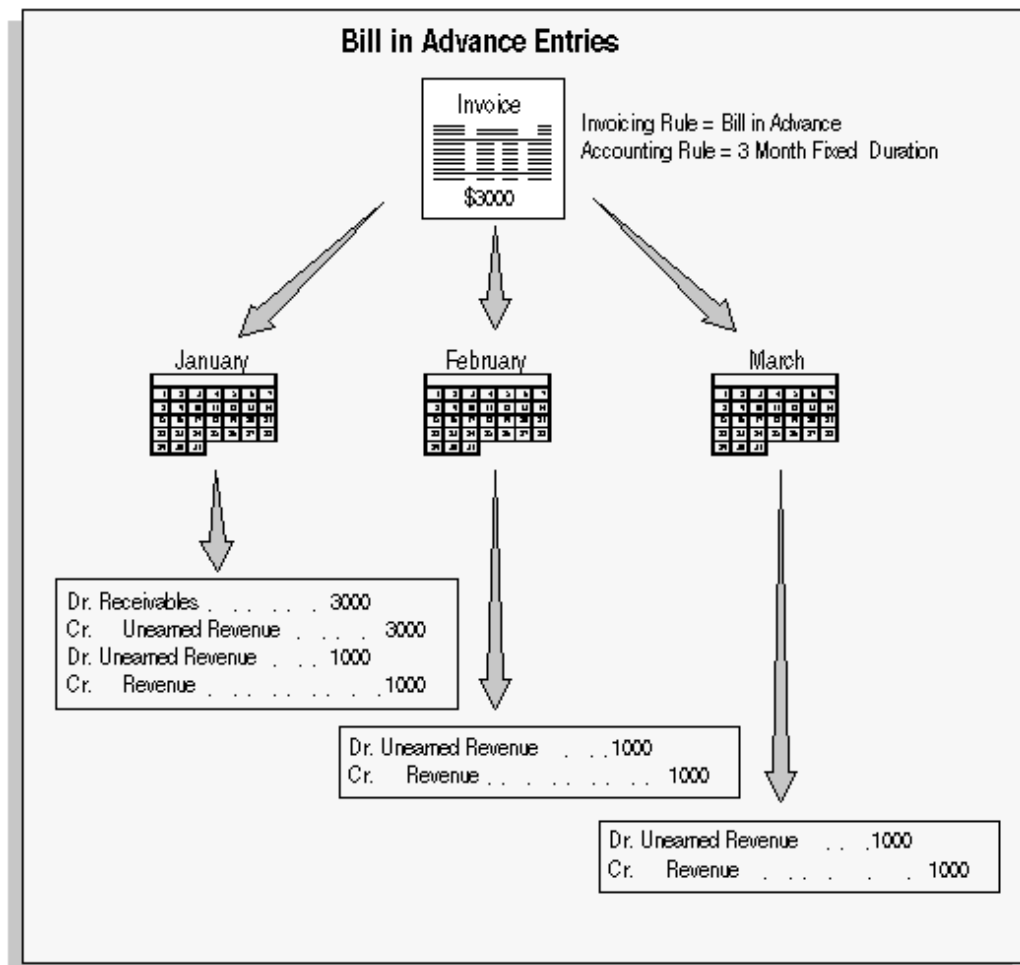 Bill in Advance Entries
Invoice
$3000
Invoicing Rule = Bill in Advance
Accounting Rule = 3 Month Fixed Duration
January
February
March
Dr. Receivables . . . . . . 3000
Cr. Unearned Revenue . . . . 3000
Dr. Unearned Revenue . . . 1000
Cr. Revenue . . . . . . . . 1000
Dr. Unearned Revenue . . . 1000
Cr. Revenue . . . . . . . 1000
Dr. Unearned Revenue . . . 1000
Cr. Revenue . . . . . . 1000